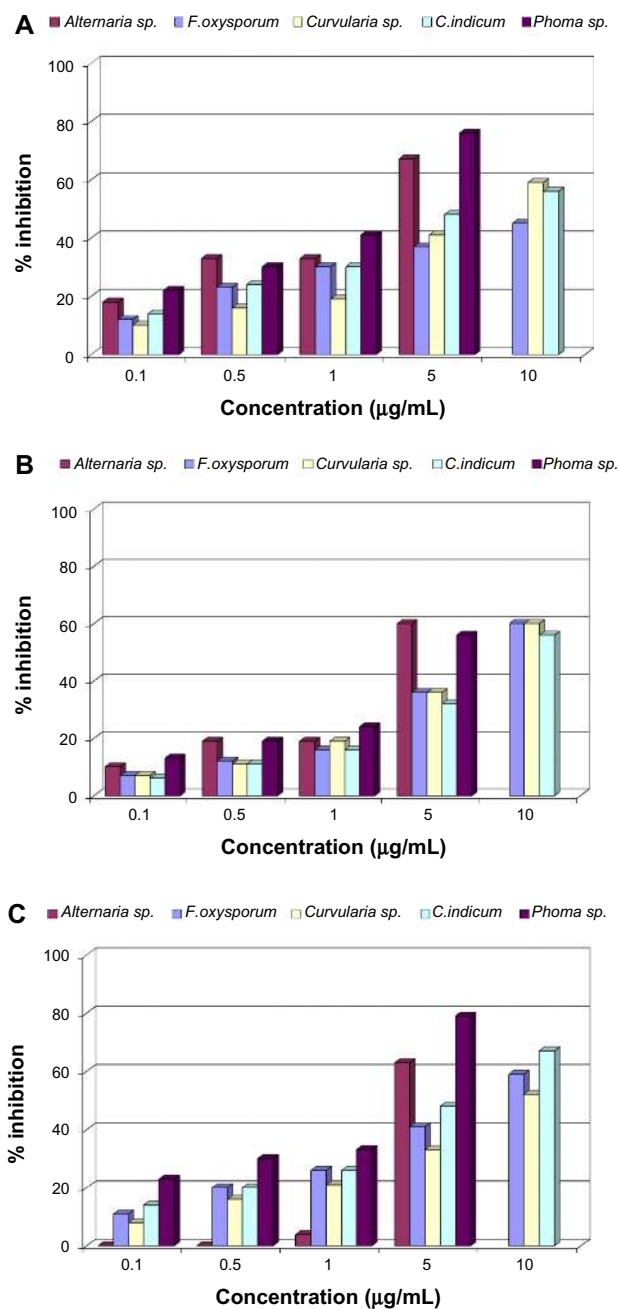 A Alternaria sp. F.oxysporum Curvularia sp. C.indicum Phoma sp.
100
80
60
40
20
0
% inhibition
0.1 0.5 1 5 10
Concentration (µg/mL)
B Alternaria sp. F.oxysporum Curvularia sp. C.indicum Phoma sp.
100
80
60
40
20
0
% inhibition
0.1 0.5 1 5 10
Concentration (µg/mL)
C Alternaria sp. F.oxysporum Curvularia sp. C.indicum Phoma sp.
100
80
60
40
20
0
% inhibition
0.1 0.5 1 5 10
Concentration (µg/mL)